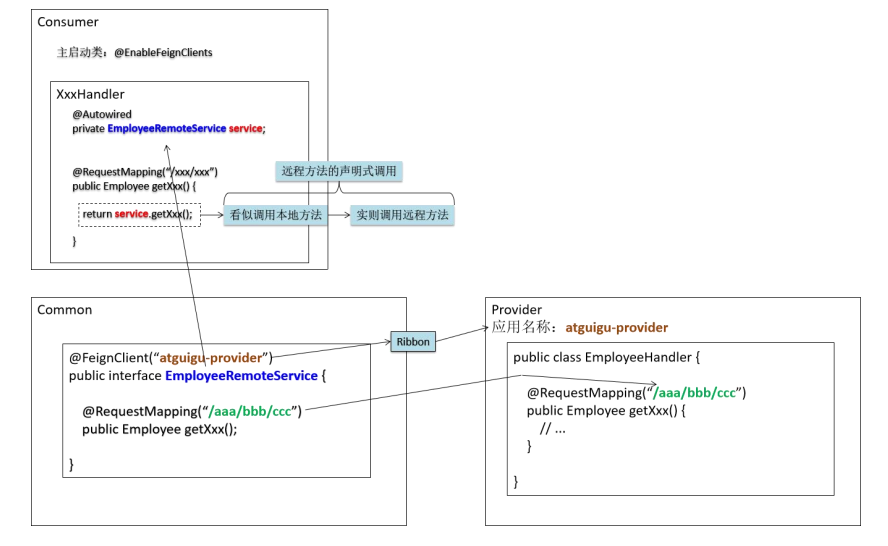 Consumer
主启动类：@EnableFeignClients
XxxHandler
@Autowired
private EmployeeRemoteService service;
@RequestMapping("/xxx/xxx")
public Employee getXxx() {
return service.getXxx();
}
远程方法的声明式调用
看似调用本地方法
实则调用远程方法
Common
@FeignClient(“atguigu-provider”)
public interface EmployeeRemoteService {
@RequestMapping(“/aaa/bbb/ccc”)
public Employee getXxx();
}
Ribbon
Provider
应用名称：atguigu-provider
public class EmployeeHandler {
@RequestMapping(“/aaa/bbb/ccc”)
public Employee getXxx() {
// ...
}
}